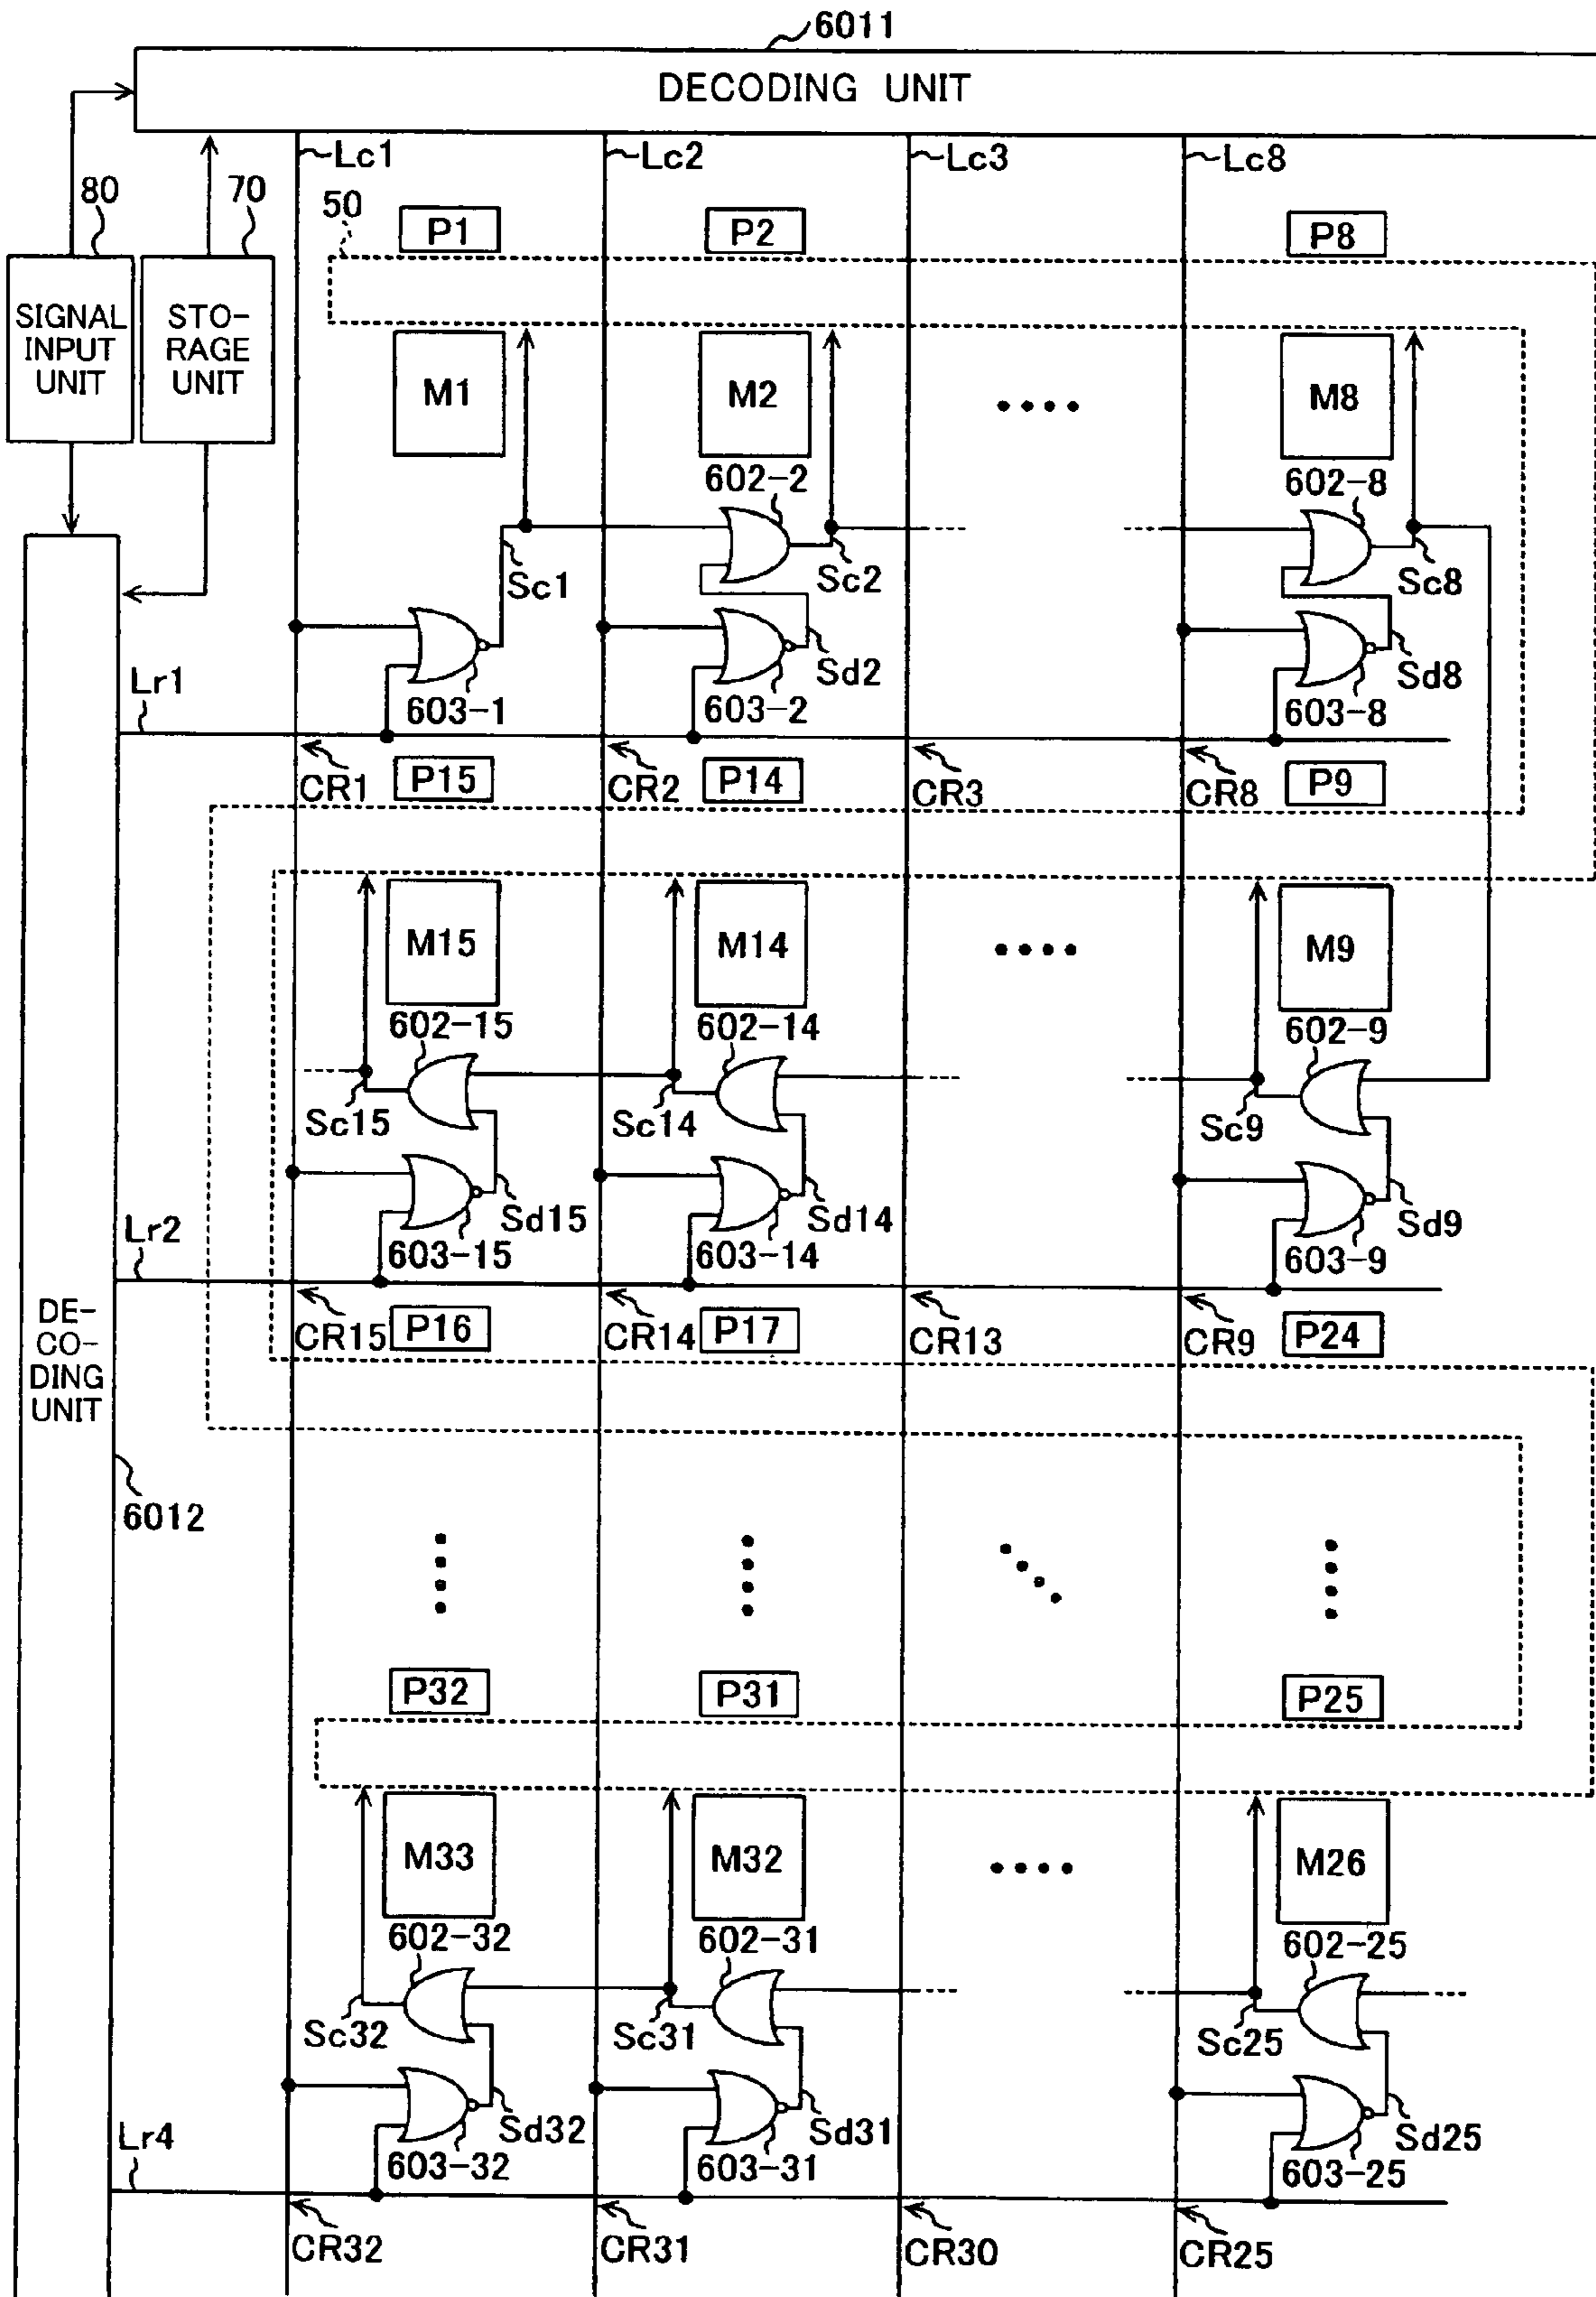 6011
DECODING UNIT
Lc1
Lc2
Lc3
Lc8
80
70
50
P1
P2
P8
SIGNAL
INPUT
UNIT
STO-
RAGE
UNIT
M1
M2
M8
602-2
602-8
Sc1
Sc2
Sc8
Sd2
Sd8
Lr1
603-1
603-2
603-8
CR1
P15
CR2
P14
CR3
CR8
P9
M15
M14
M9
602-15
602-14
602-9
Sc15
Sc14
Sc9
Sd15
Sd14
Sd9
Lr2
603-15
603-14
603-9
DE-
CO-
DING
UNIT
CR15
P16
CR14
P17
CR13
CR9
P24
6012
P32
P31
P25
M33
M32
M26
602-32
602-31
602-25
Sc32
Sc31
Sc25
Sd32
Sd31
Sd25
Lr4
603-32
603-31
603-25
CR32
CR31
CR30
CR25